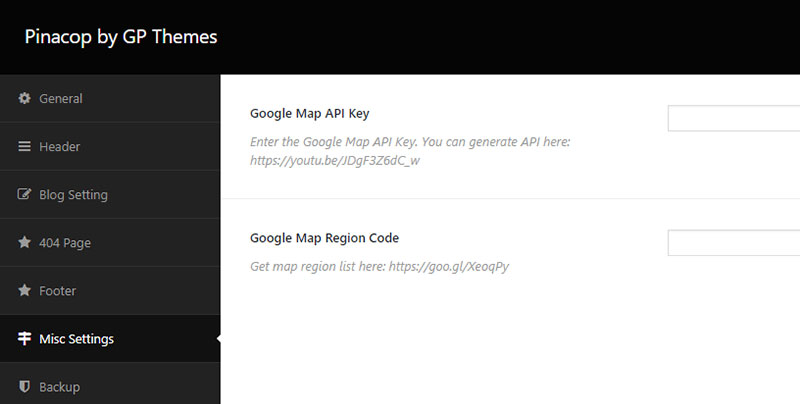 Pinacop by GP Themes
General
Header
Blog Setting
404 Page
Footer
Misc Settings
Backup
Google Map API Key
Enter the Google Map API Key. You can generate API here:
https://youtu.be/JDgF3Z6dC_w
Google Map Region Code
Get map region list here: https://goo.gl/XeoqPy